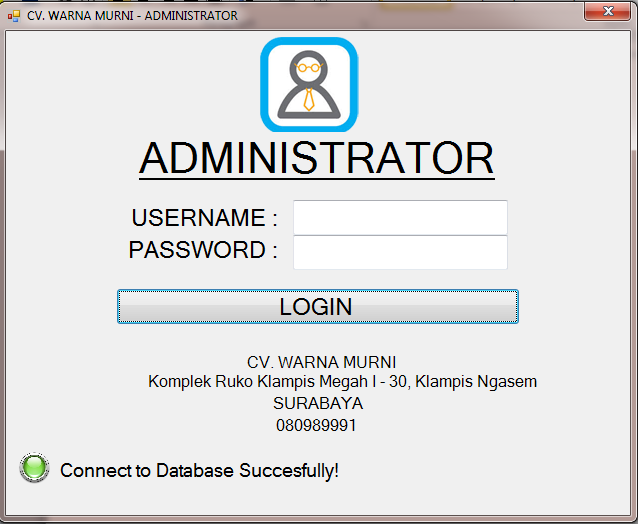 CV. WARNA MURNI - ADMINISTRATOR
ADMINISTRATOR
USERNAME :
PASSWORD :
LOGIN
CV. WARNA MURNI
Komplek Ruko Klampis Megah I - 30, Klampis Ngasem
SURABAYA
080989991
Connect to Database Succesfully!